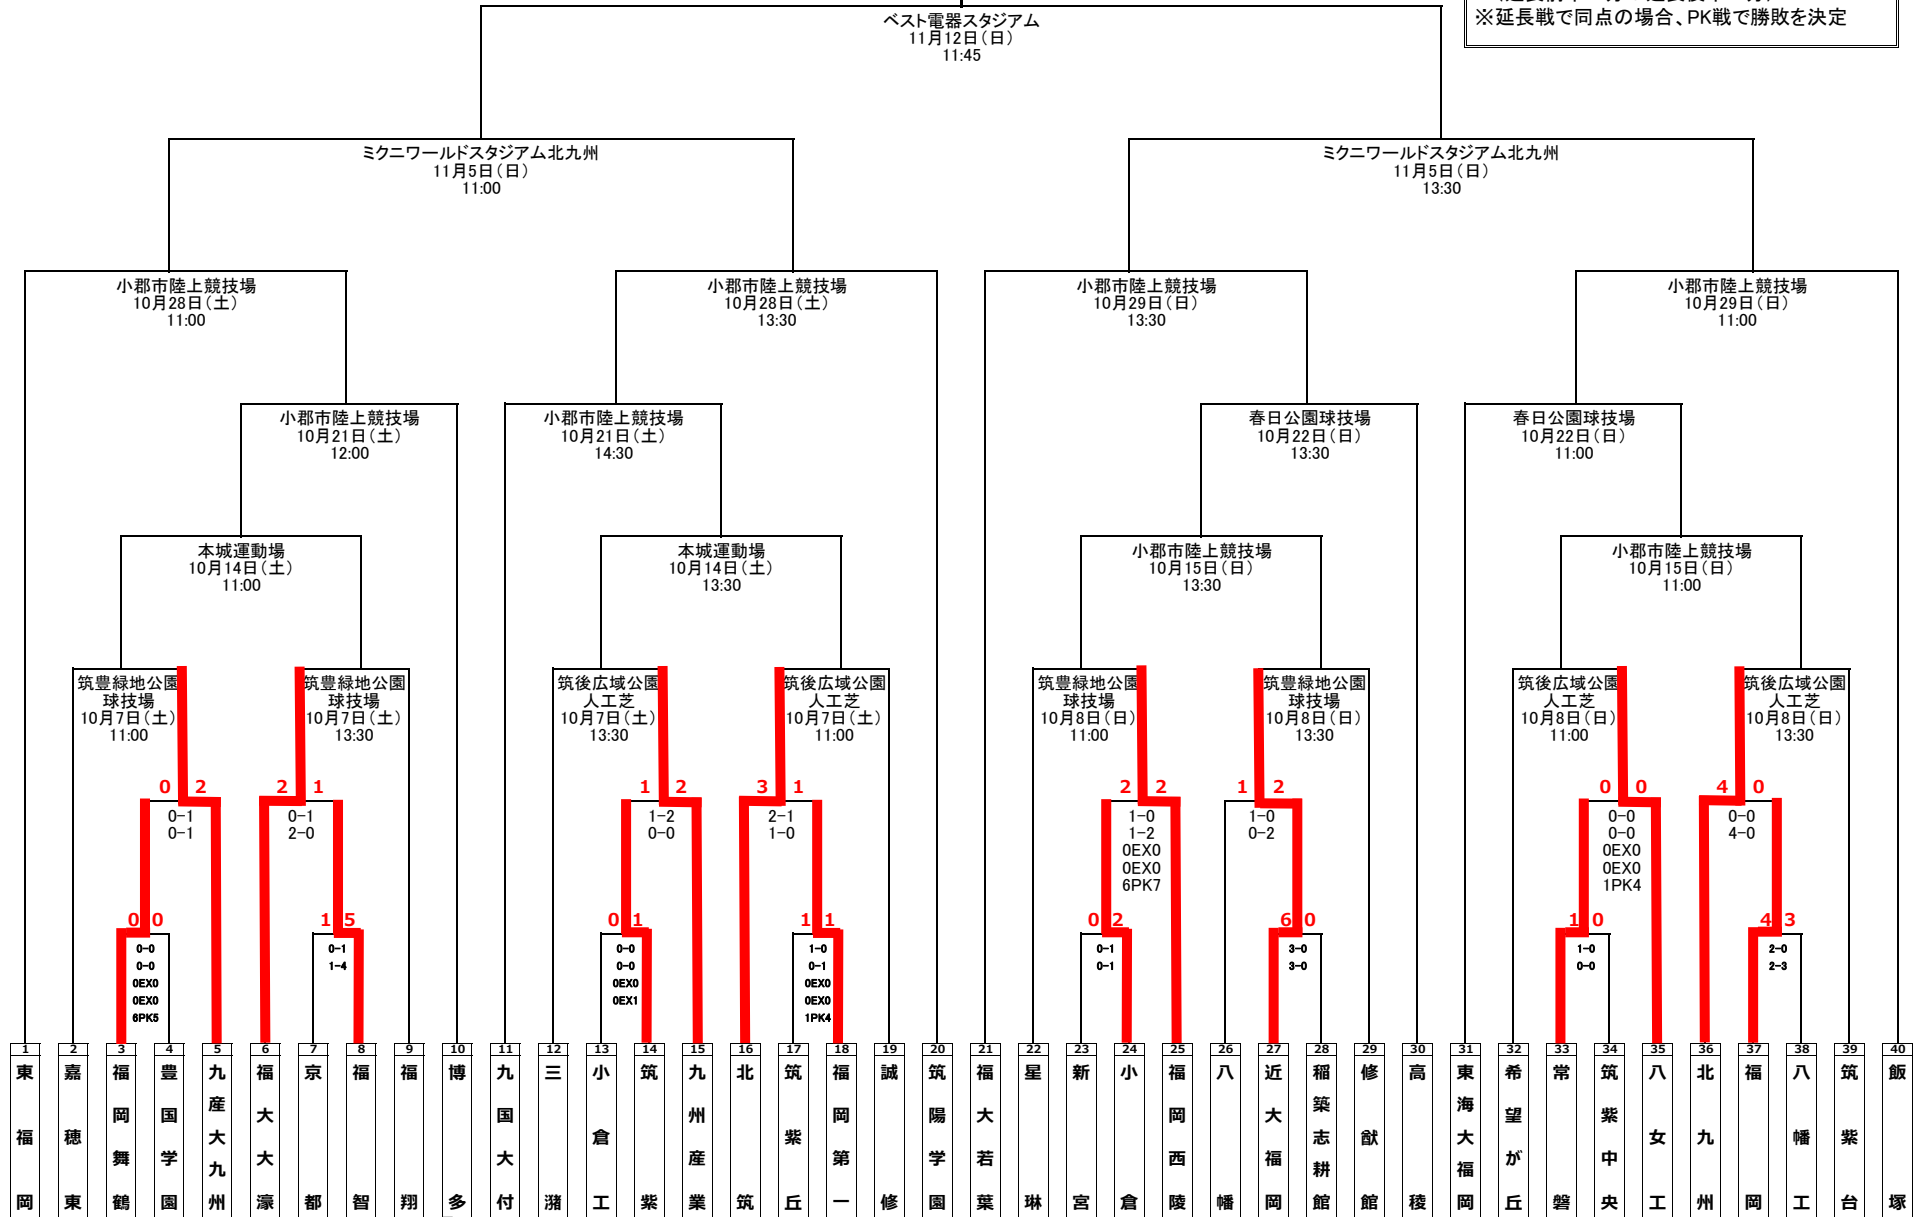 ※延長戦で同点の場合、PK戦で勝敗を決定
ベスト電器スタジアム
11月12日(日)
11:45
ミクニワールドスタジアム北九州
11月5日(日)
11:00
ミクニワールドスタジアム北九州
11月5日(日)
13:30
小郡市陸上競技場
10月28日(土)
11:00
小郡市陸上競技場
10月28日(土)
13:30
小郡市陸上競技場
10月29日(日)
13:30
小郡市陸上競技場
10月29日(日)
11:00
小郡市陸上競技場
10月21日(土)
12:00
小郡市陸上競技場
10月21日(土)
14:30
春日公園球技場
10月22日(日)
13:30
春日公園球技場
10月22日(日)
11:00
本城運動場
10月14日(土)
11:00
本城運動場
10月14日(土)
13:30
小郡市陸上競技場
10月15日(日)
13:30
小郡市陸上競技場
10月15日(日)
11:00
筑豊緑地公園
球技場
10月7日(土)
11:00
筑豊緑地公園
球技場
10月7日(土)
13:30
筑後広域公園
人工芝
10月7日(土)
13:30
筑後広域公園
人工芝
10月7日(土)
11:00
筑豊緑地公園
球技場
10月8日(日)
11:00
筑豊緑地公園
球技場
10月8日(日)
13:30
筑後広域公園
人工芝
10月8日(日)
11:00
筑後広域公園
人工芝
10月8日(日)
13:30
0 2
0-1
0-1
2 1
0-1
2-0
1 2
1-2
0-0
3 1
2-1
1-0
2 2
1-0
1-2
0EX0
0EX0
6PK7
1 2
1-0
0-2
0 0
0-0
0-0
0EX0
0EX0
1PK4
4 0
0-0
4-0
0 0
0-0
0-0
0EX0
0EX0
6PK5
1 5
0-1
1-4
0 1
0-0
0-0
0EX0
0EX1
1 1
1-0
0-1
0EX0
0EX0
1PK4
0 2
0-1
0-1
6 0
3-0
3-0
1 0
1-0
0-0
4 3
2-0
2-3
1 東福岡
2 嘉穂東
3 福岡舞鶴
4 豊国学園
5 九産大九州
6 福大大濠
7 京都
8 福智
9 福翔
10 博多
11 九国大付
12 三潴
13 小倉工
14 筑紫
15 九州産業
16 北筑
17 筑紫丘
18 福岡第一
19 誠修
20 筑陽学園
21 福大若葉
22 星琳
23 新宮
24 小倉
25 福岡西陵
26 八幡
27 近大福岡
28 稲築志耕館
29 修猷館
30 高稜
31 東海大福岡
32 希望が丘
33 常磐
34 筑紫中央
35 八女工
36 北九州
37 福岡
38 八幡工
39 筑紫台
40 飯塚